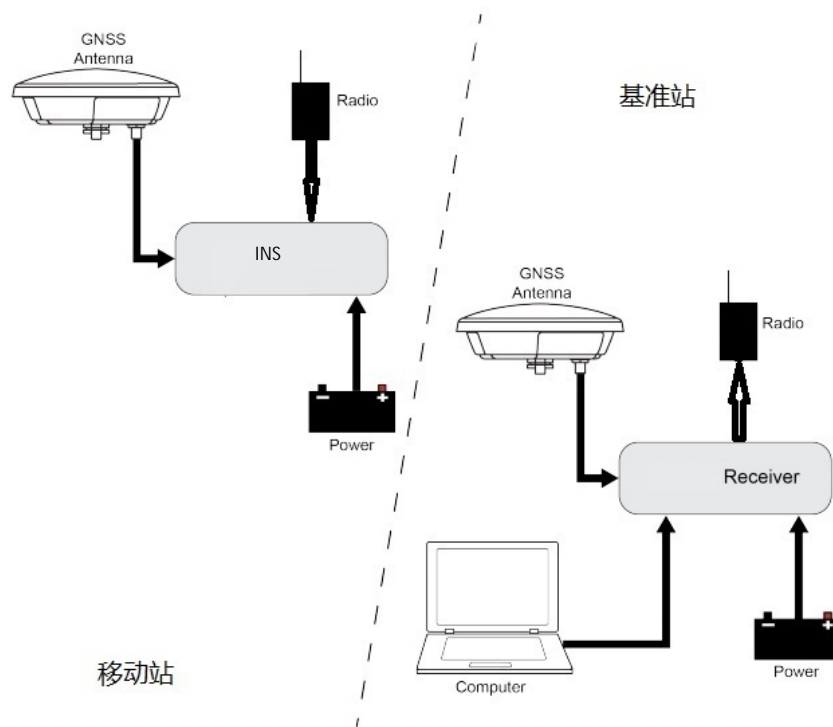 GNSS
Antenna
Radio
INS
Power
移动站
基准站
GNSS
Antenna
Radio
Receiver
Computer
Power